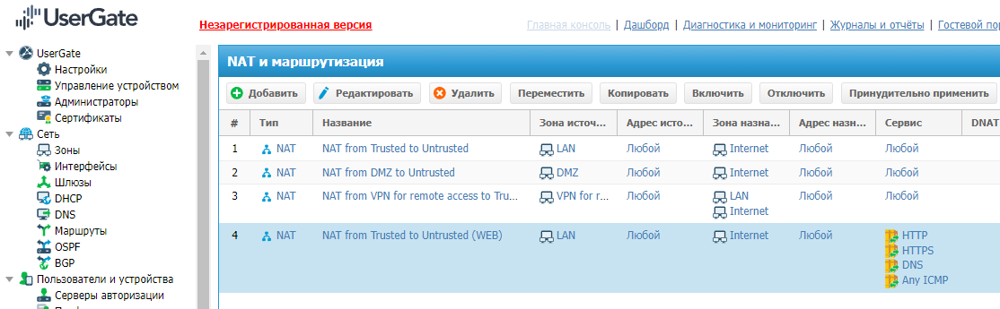 UserGate
Незарегистрированная версия
Главная консоль | Дашборд | Диагностика и мониторинг | Журналы и отчёты | Гостевой пор
UserGate
Настройки
Управление устройством
Администраторы
Сертификаты
Сеть
Зоны
Интерфейсы
Шлюзы
DHCP
DNS
Маршруты
OSPF
BGP
Пользователи и устройства
Серверы авторизации
NAT и маршрутизация
Добавить Редактировать Удалить Переместить Копировать Включить Отключить Принудительно применить
# Тип Название Зона источ... Адрес исто... Зона назна... Адрес назн... Сервис DNAT
1 NAT NAT from Trusted to Untrusted LAN Любой Internet Любой Любой
2 NAT NAT from DMZ to Untrusted DMZ Любой Internet Любой Любой
3 NAT NAT from VPN for remote access to Tru... VPN for r... Любой LAN Любой Любой
Internet
4 NAT NAT from Trusted to Untrusted (WEB) LAN Любой Internet Любой HTTP
HTTPS
DNS
Any ICMP